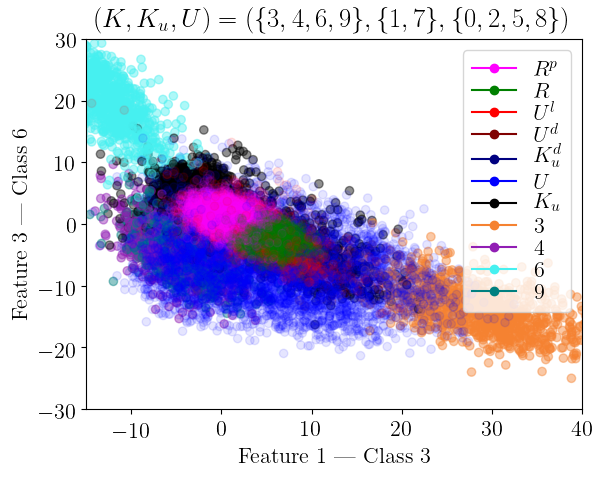 (K, K_u, U) = ({3, 4, 6, 9}, {1, 7}, {0, 2, 5, 8})
30
20
10
0
−10
−20
−30
Feature 3 — Class 6
R^p
R
U^l
U^d
K_u^d
U
K_u
3
4
6
9
−10
0
10
20
30
40
Feature 1 — Class 3